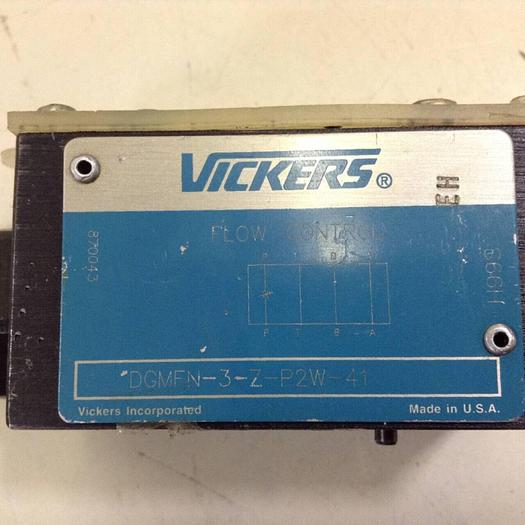 VICKERS®
EH
FLOW CONTROL
870043
P T B A
P T B A
DGMFN-3-Z-P2W-41
Vickers Incorporated
Made in U.S.A.